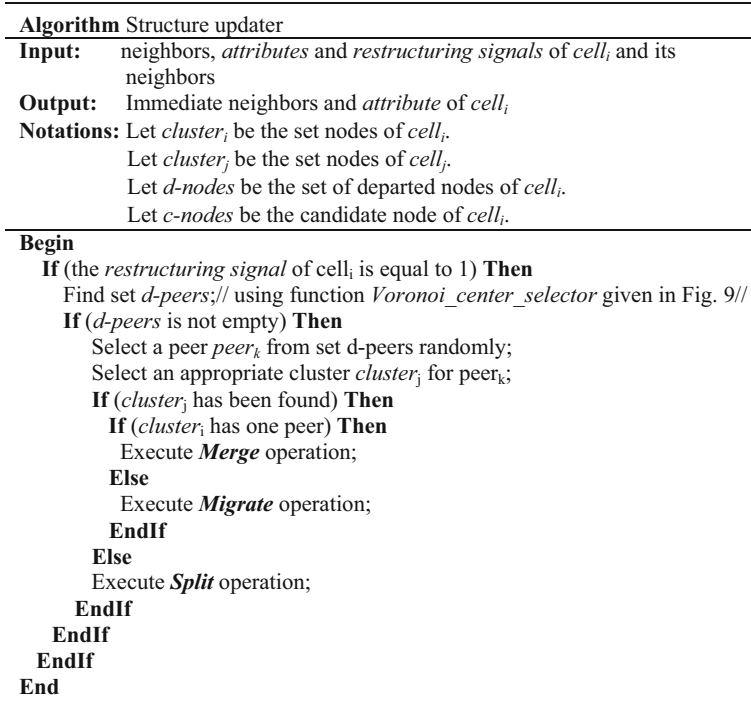 Algorithm Structure updater
Input: neighbors, attributes and restructuring signals of cell_i and its
neighbors
Output: Immediate neighbors and attribute of cell_i
Notations: Let cluster_i be the set nodes of cell_i.
Let cluster_j be the set nodes of cell_j.
Let d-nodes be the set of departed nodes of cell_i.
Let c-nodes be the candidate node of cell_i.
Begin
If (the restructuring signal of cell_i is equal to 1) Then
Find set d-peers;// using function Voronoi_center_selector given in Fig. 9//
If (d-peers is not empty) Then
Select a peer peer_k from set d-peers randomly;
Select an appropriate cluster cluster_j for peer_k;
If (cluster_j has been found) Then
If (cluster_i has one peer) Then
Execute Merge operation;
Else
Execute Migrate operation;
EndIf
Else
Execute Split operation;
EndIf
EndIf
EndIf
End